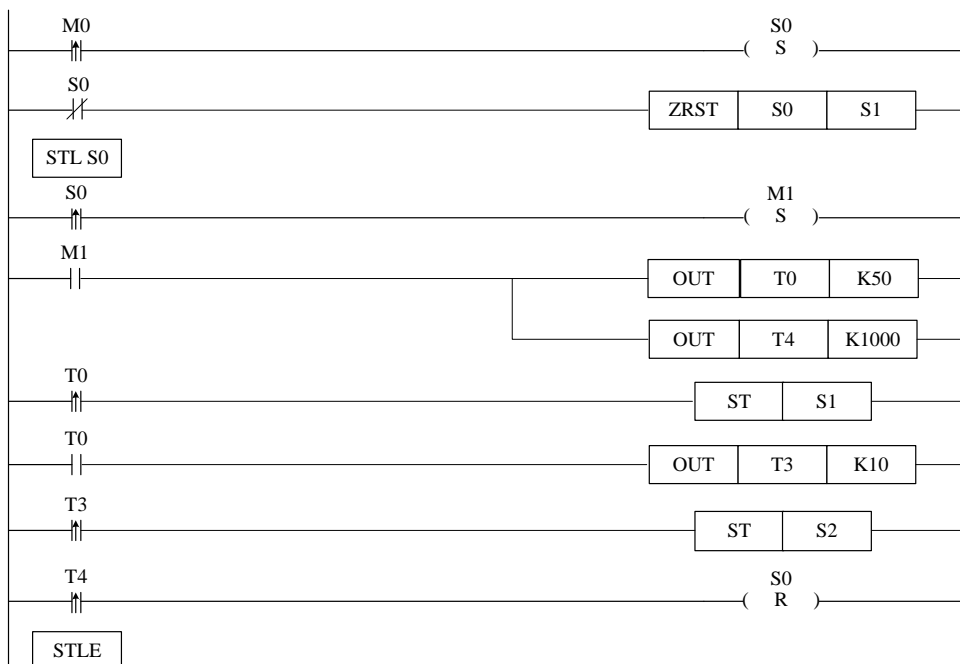 M0
S0
( S )
S0
ZRST S0 S1
STL S0
S0
M1
( S )
M1
OUT T0 K50
OUT T4 K1000
T0
ST S1
T0
OUT T3 K10
T3
ST S2
T4
S0
( R )
STLE